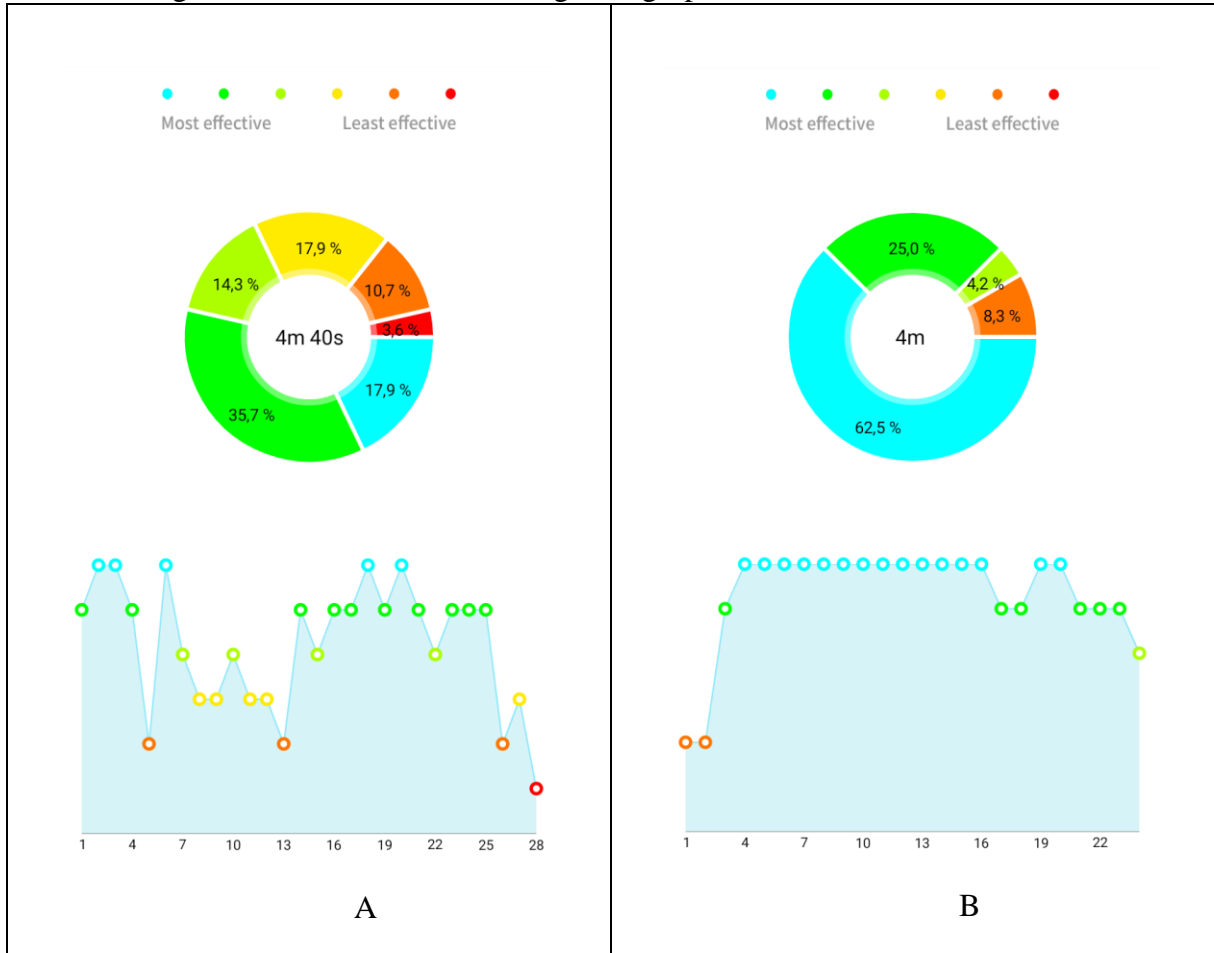 Most effective Least effective
17,9 %
14,3 %
10,7 %
3,6 %
4m 40s
17,9 %
35,7 %
1 4 7 10 13 16 19 22 25 28
A
Most effective Least effective
25,0 %
4,2 %
8,3 %
4m
62,5 %
1 4 7 10 13 16 19 22
B